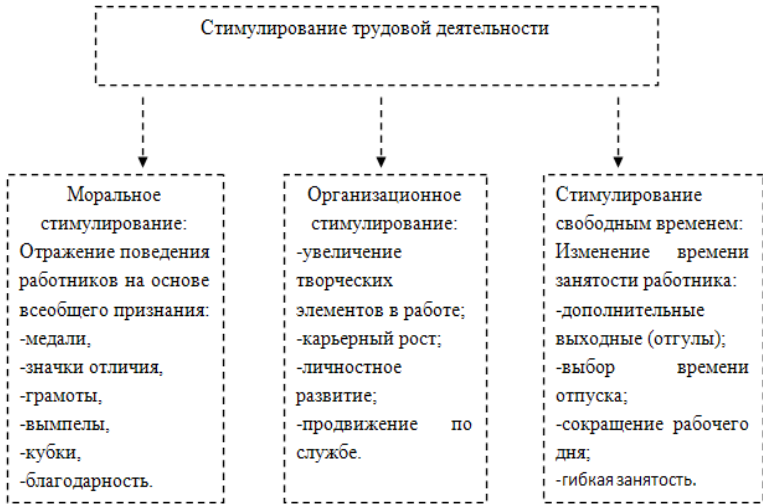 Стимулирование трудовой деятельности
Моральное
стимулирование:
Отражение поведения
работников на основе
всеобщего признания:
-медали,
-значки отличия,
-грамоты,
-вымпелы,
-кубки,
-благодарность.
Организационное
стимулирование:
-увеличение
творческих
элементов в работе;
-карьерный рост;
-личностное
развитие;
-продвижение по
службе.
Стимулирование
свободным временем:
Изменение времени
занятости работника:
-дополнительные
выходные (отгулы);
-выбор времени
отпуска;
-сокращение рабочего
дня;
-гибкая занятость.